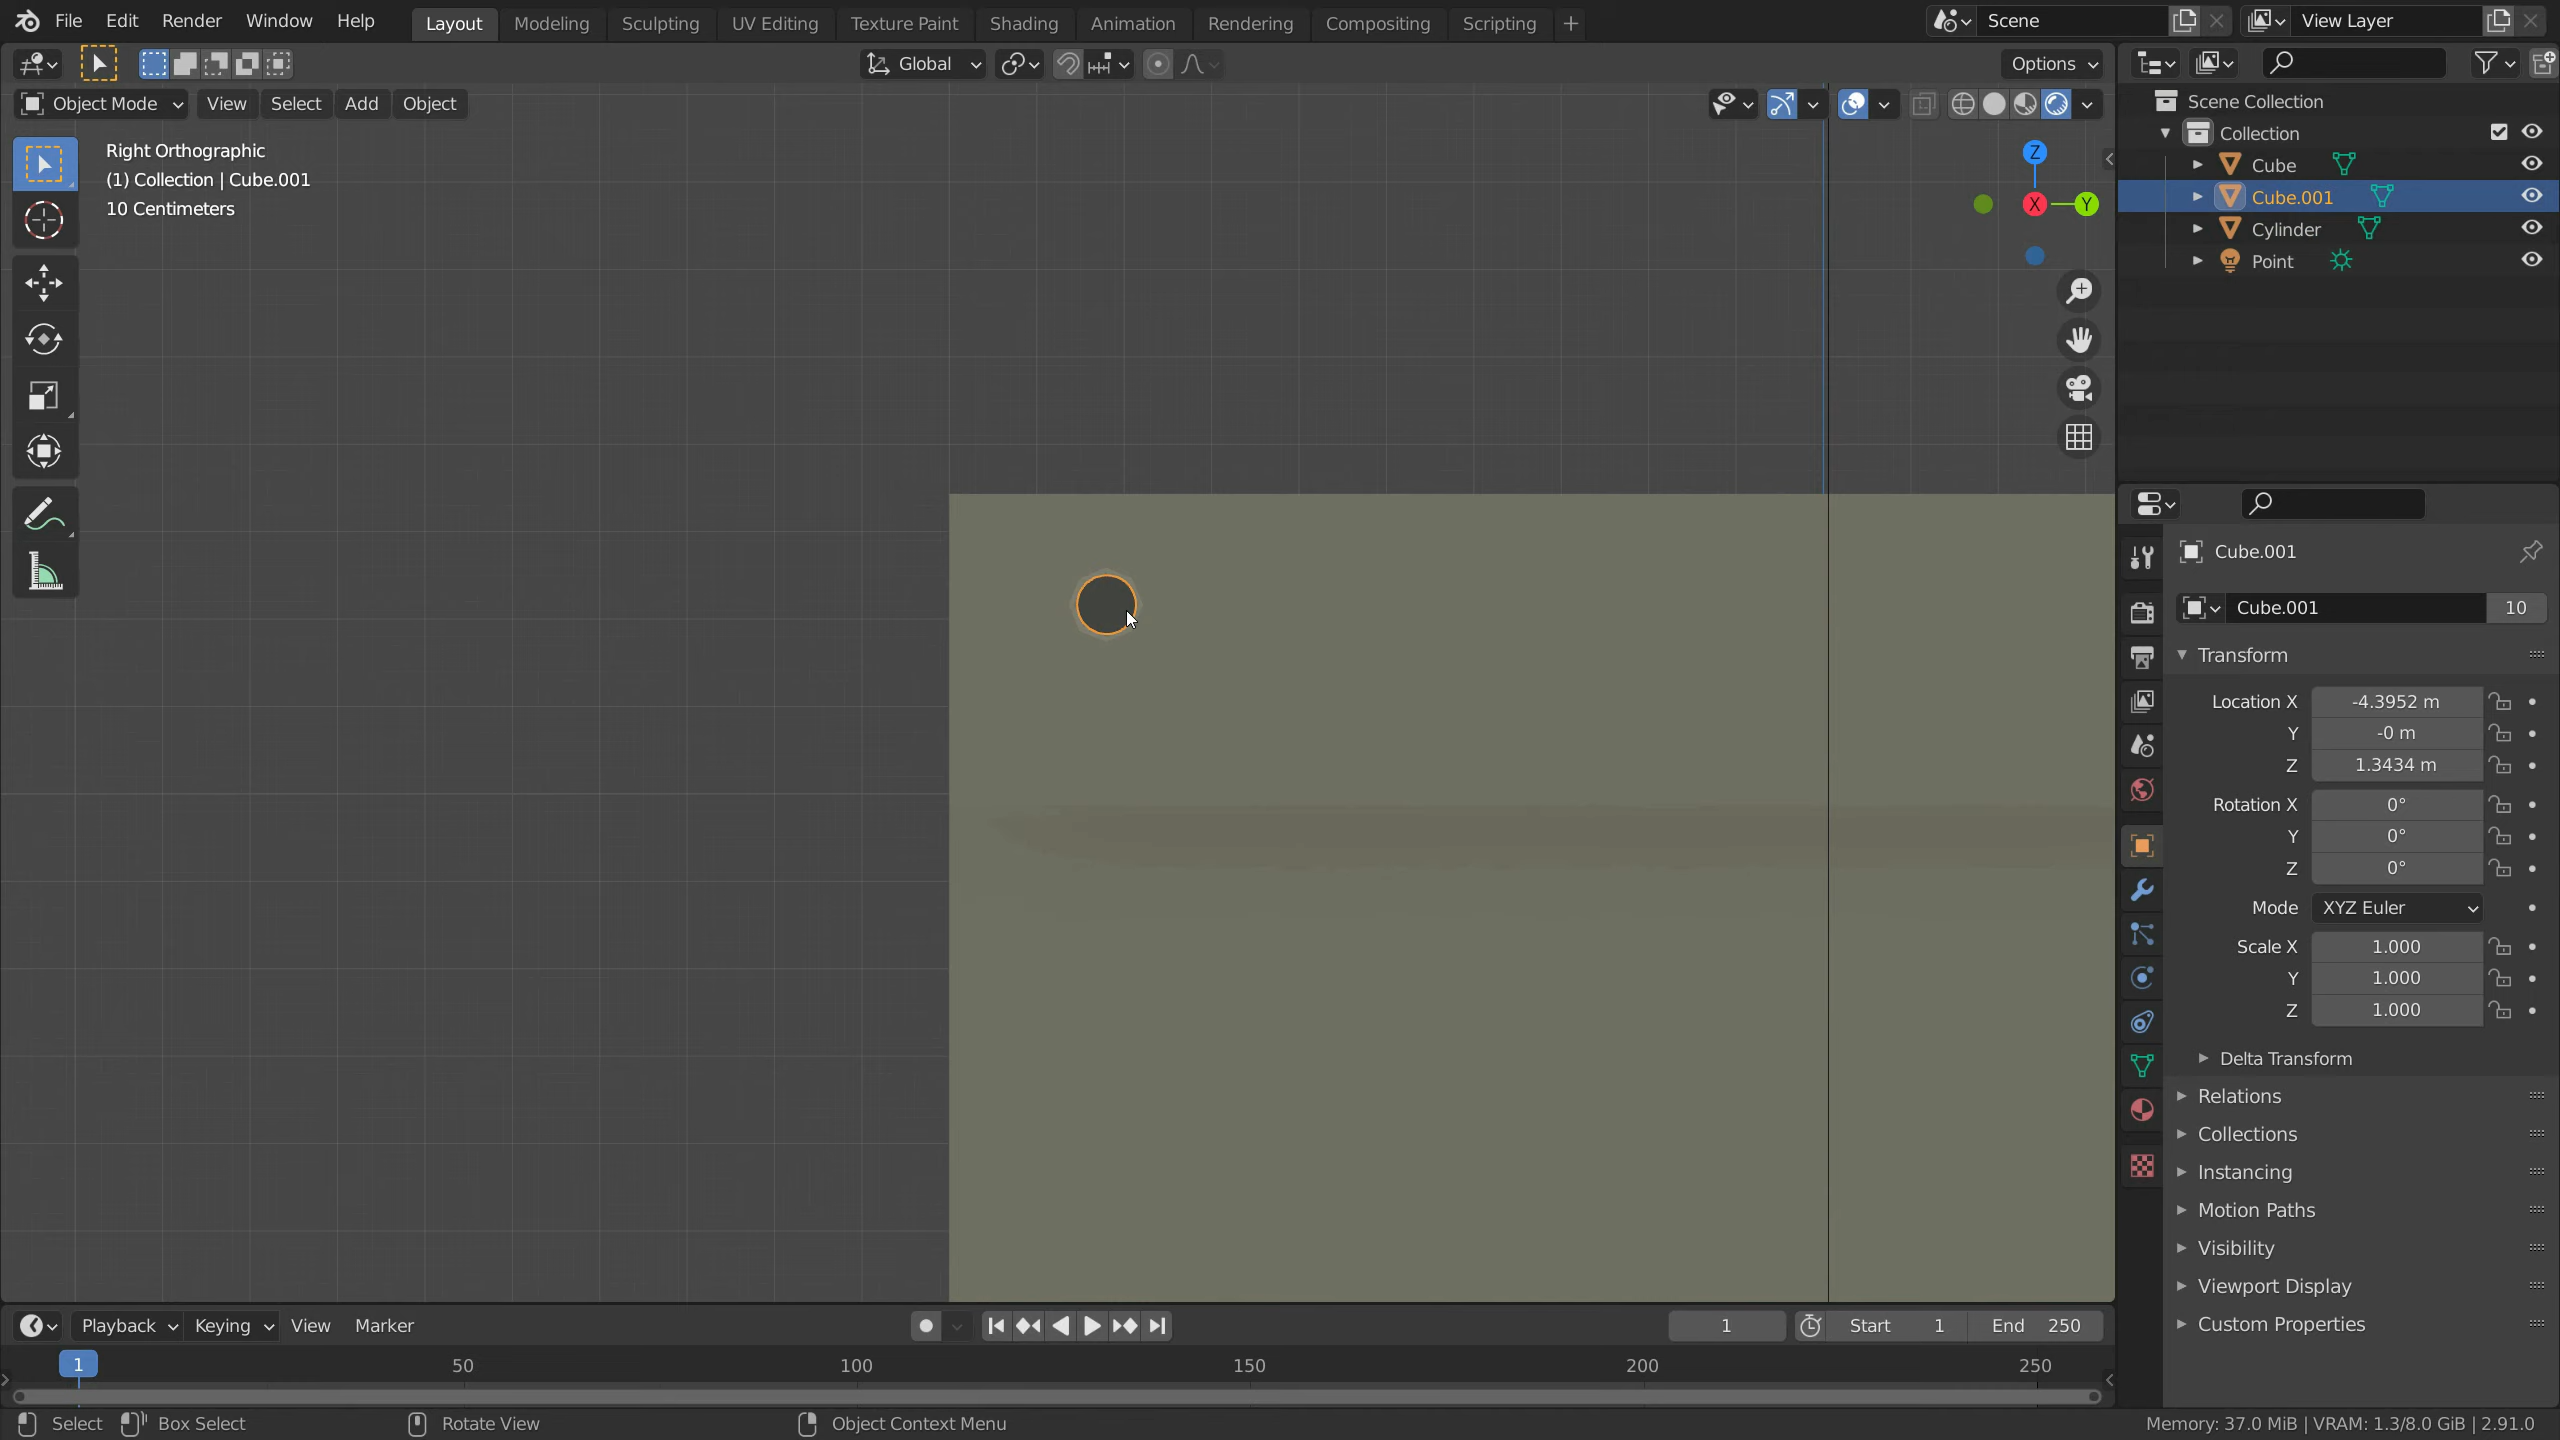 File Edit Render Window Help Layout Modeling Sculpting UV Editing Texture Paint Shading Animation Rendering Compositing Scripting + Scene View Layer
Global Options
Object Mode View Select Add Object
Right Orthographic
(1) Collection | Cube.001
10 Centimeters
Z
X
Y
Scene Collection
Collection
Cube
Cube.001
Cylinder
Point
Cube.001
Cube.001 10
Transform
Location X -4.3952 m
Y -0 m
Z 1.3434 m
Rotation X 0°
Y 0°
Z 0°
Mode XYZ Euler
Scale X 1.000
Y 1.000
Z 1.000
Delta Transform
Relations
Collections
Instancing
Motion Paths
Visibility
Viewport Display
Custom Properties
Playback Keying View Marker 1 Start 1 End 250
1 50 100 150 200 250
Select Box Select Rotate View Object Context Menu Memory: 37.0 MiB | VRAM: 1.3/8.0 GiB | 2.91.0